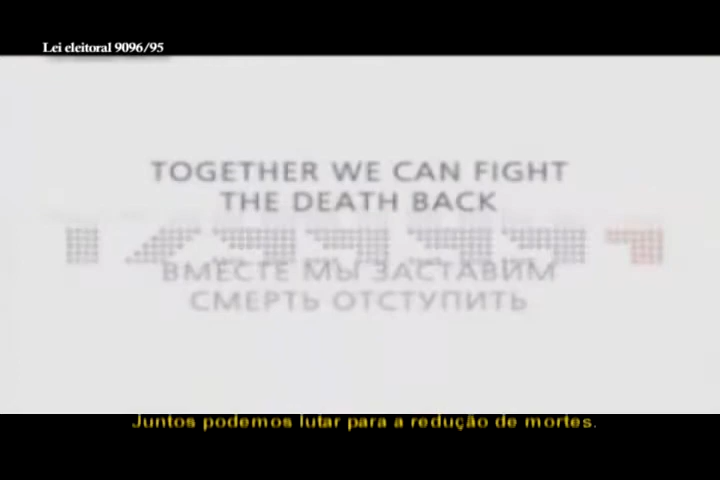 Lei eleitoral 9096/95
TOGETHER WE CAN FIGHT
THE DEATH BACK
ВМЕСТЕ МЫ ЗАСТАВИМ
СМЕРТЬ ОТСТУПИТЬ
Juntos podemos lutar para a redução de mortes.